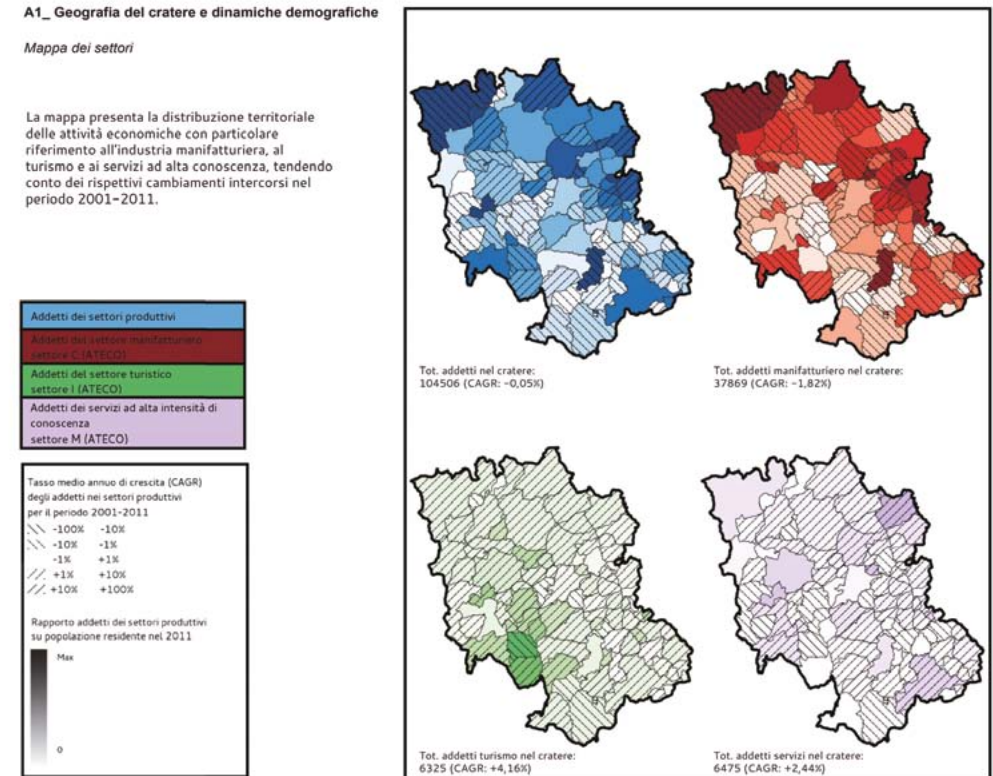 A1_ Geografia del cratere e dinamiche demografiche
Mappa dei settori
La mappa presenta la distribuzione territoriale
delle attività economiche con particolare
riferimento all'industria manifatturiera, al
turismo e ai servizi ad alta conoscenza, tendendo
conto dei rispettivi cambiamenti intercorsi nel
periodo 2001-2011.
Addetti dei settori produttivi
Addetti del settore manifatturiero
settore C (ATECO)
Addetti del settore turistico
settore I (ATECO)
Addetti dei servizi ad alta intensità di
conoscenza
settore M (ATECO)
Tasso medio annuo di crescita (CAGR)
degli addetti nei settori produttivi
per il periodo 2001-2011
-100% -10%
-10% -1%
-1% +1%
+1% +10%
+10% +100%
Rapporto addetti dei settori produttivi
su popolazione residente nel 2011
Max
0
Tot. addetti nel cratere:
104506 (CAGR: -0,05%)
Tot. addetti manifatturiero nel cratere:
37869 (CAGR: -1,82%)
Tot. addetti turismo nel cratere:
6325 (CAGR: +4,16%)
Tot. addetti servizi nel cratere:
6475 (CAGR: +2,44%)